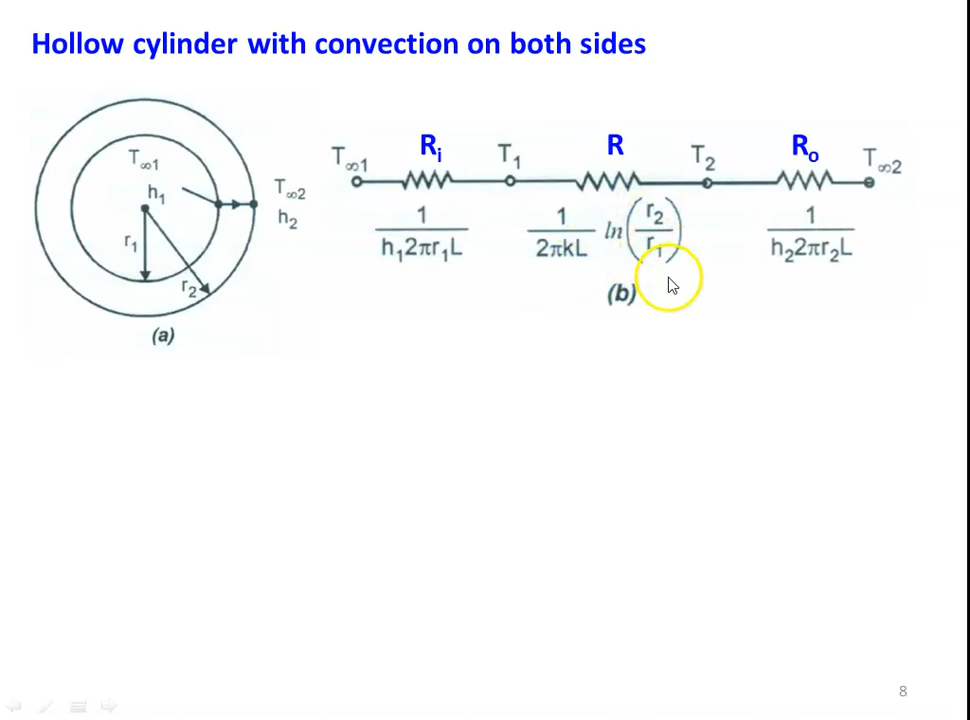 Hollow cylinder with convection on both sides
T∞1
h1
r1
r2
T∞2
h2
(a)
T∞1 Ri T1 R T2 Ro T∞2
1/(h12πr1L) 1/(2πkL) ln(r2/r1) 1/(h22πr2L)
(b)
8